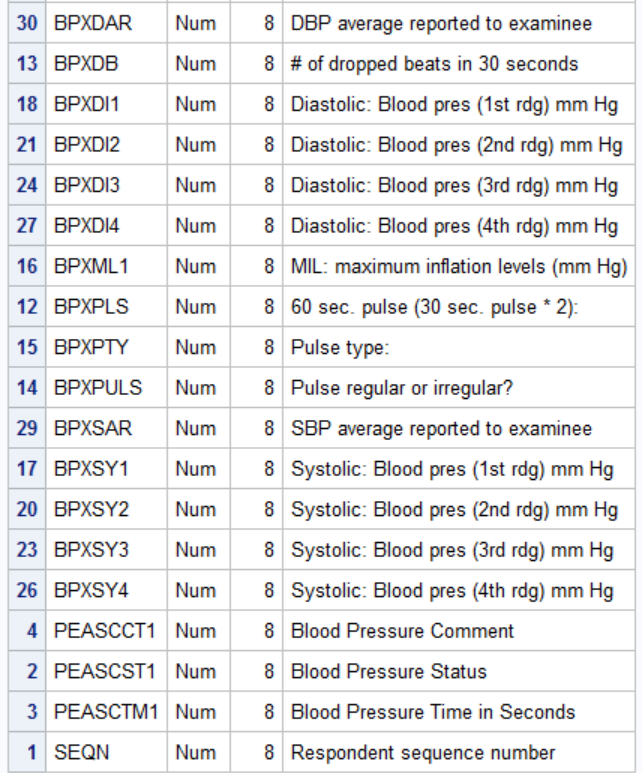 30 BPXDAR Num 8 DBP average reported to examinee
13 BPXDB Num 8 # of dropped beats in 30 seconds
18 BPXDI1 Num 8 Diastolic: Blood pres (1st rdg) mm Hg
21 BPXDI2 Num 8 Diastolic: Blood pres (2nd rdg) mm Hg
24 BPXDI3 Num 8 Diastolic: Blood pres (3rd rdg) mm Hg
27 BPXDI4 Num 8 Diastolic: Blood pres (4th rdg) mm Hg
16 BPXML1 Num 8 MIL: maximum inflation levels (mm Hg)
12 BPXPLS Num 8 60 sec. pulse (30 sec. pulse * 2):
15 BPXPTY Num 8 Pulse type:
14 BPXPULS Num 8 Pulse regular or irregular?
29 BPXSAR Num 8 SBP average reported to examinee
17 BPXSY1 Num 8 Systolic: Blood pres (1st rdg) mm Hg
20 BPXSY2 Num 8 Systolic: Blood pres (2nd rdg) mm Hg
23 BPXSY3 Num 8 Systolic: Blood pres (3rd rdg) mm Hg
26 BPXSY4 Num 8 Systolic: Blood pres (4th rdg) mm Hg
4 PEASCCT1 Num 8 Blood Pressure Comment
2 PEASCST1 Num 8 Blood Pressure Status
3 PEASCTM1 Num 8 Blood Pressure Time in Seconds
1 SEQN Num 8 Respondent sequence number